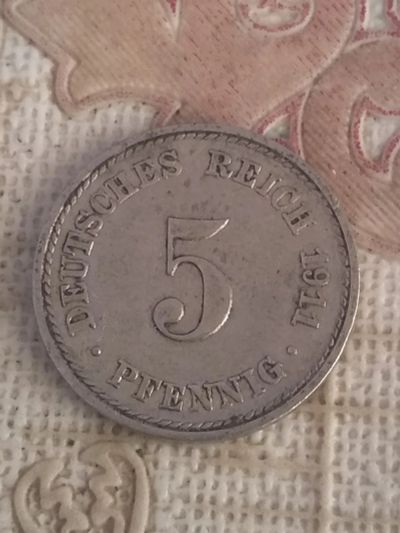 DEUTSCHES REICH 1911
5
· PFENNIG ·